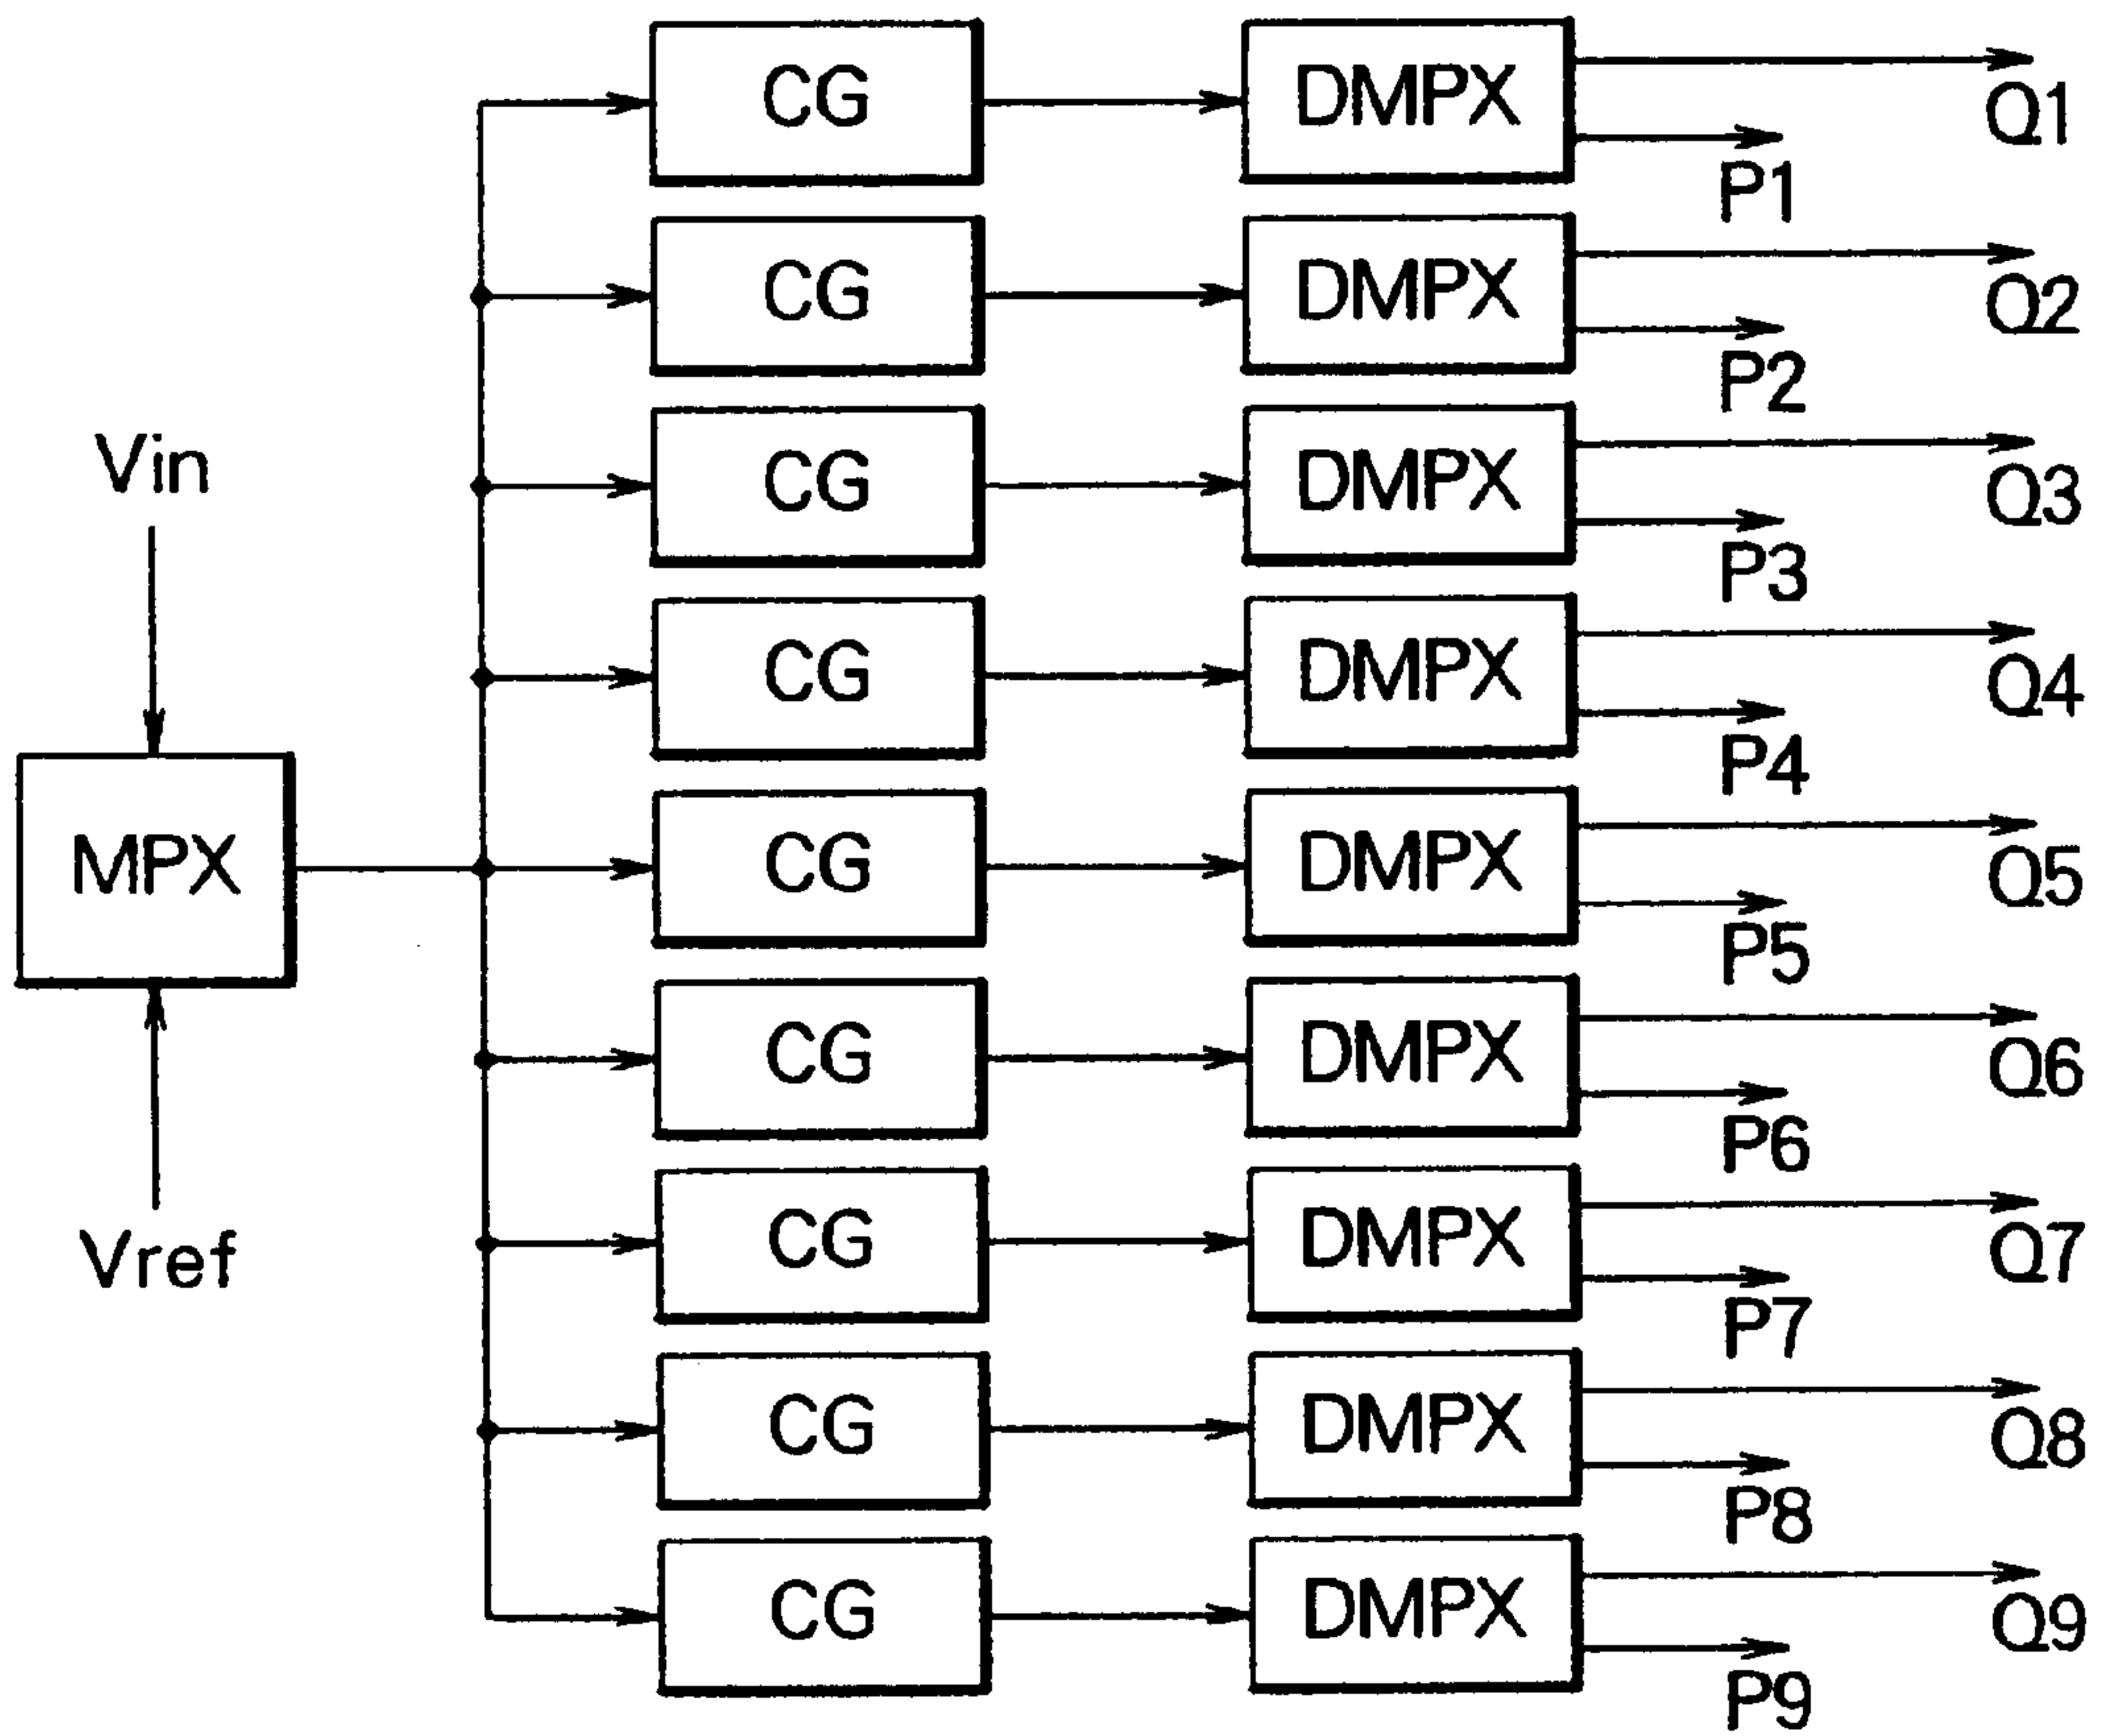 CG DMPX Q1
P1
CG DMPX Q2
P2
CG DMPX Q3
P3
Vin
CG DMPX Q4
P4
MPX
CG DMPX Q5
P5
CG DMPX Q6
P6
Vref
CG DMPX Q7
P7
CG DMPX Q8
P8
CG DMPX Q9
P9